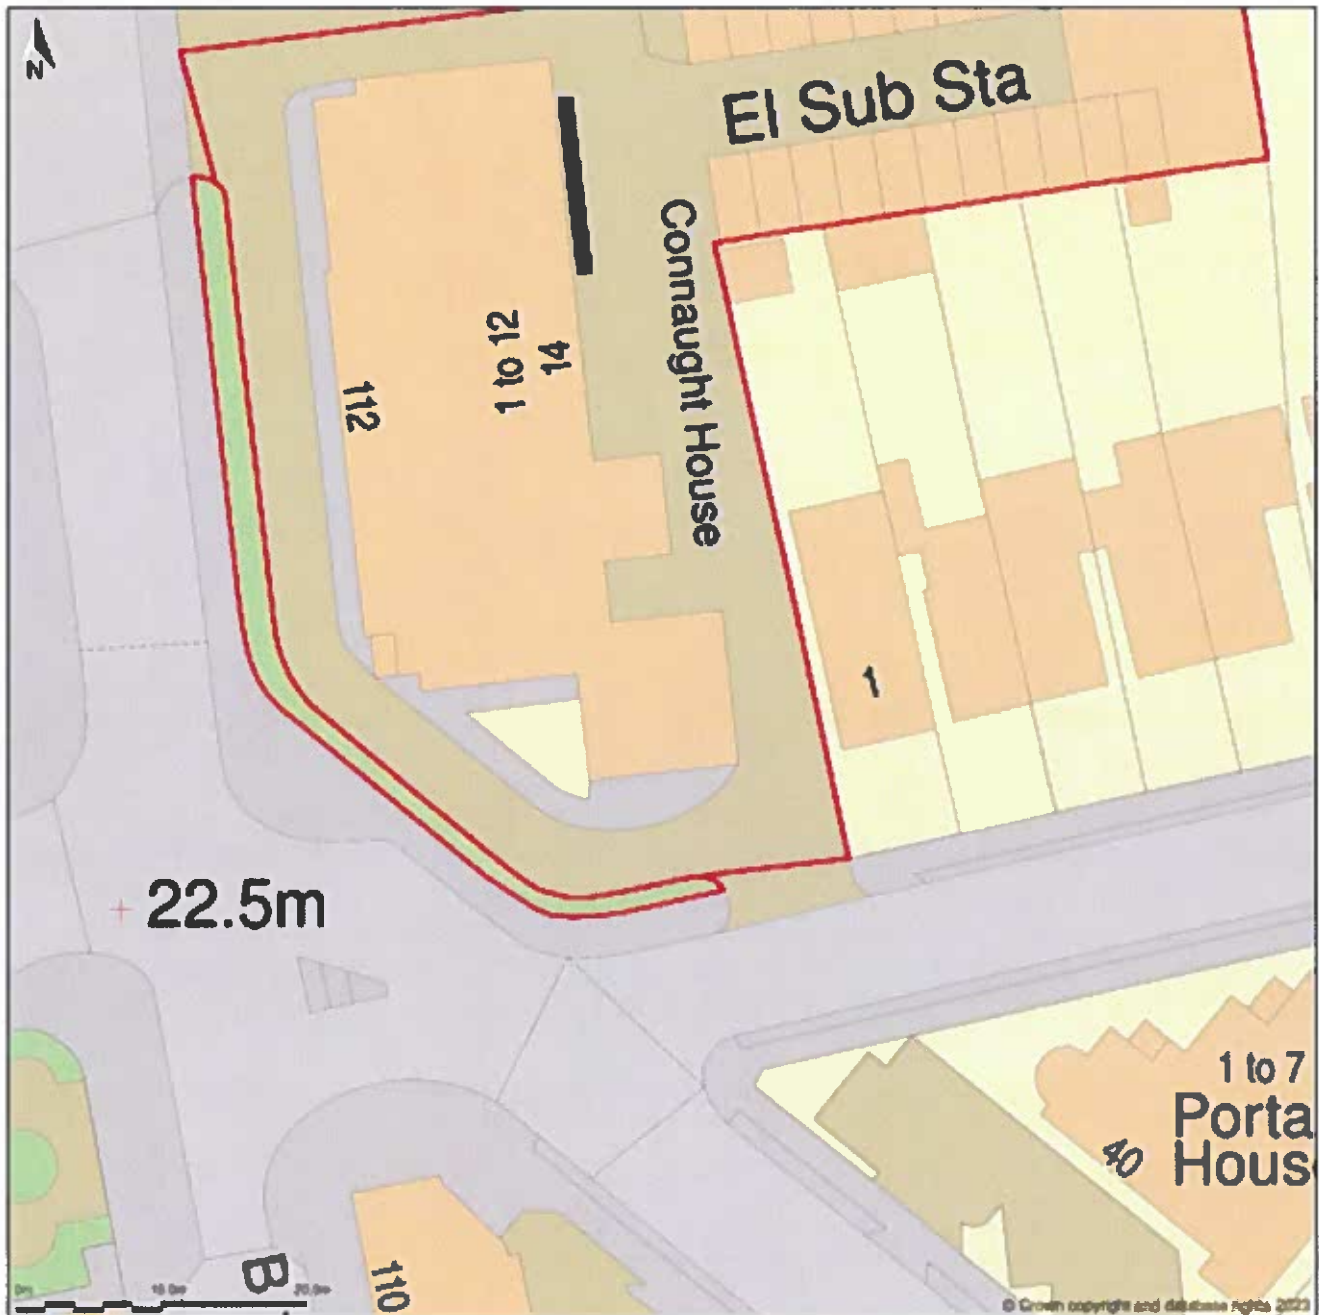 N
El Sub Sta
Connaught House
1 to 12
14
112
1
22.5m
1 to 7
Porta
Hous
40
B
110
© Crown copyright and database rights 2023